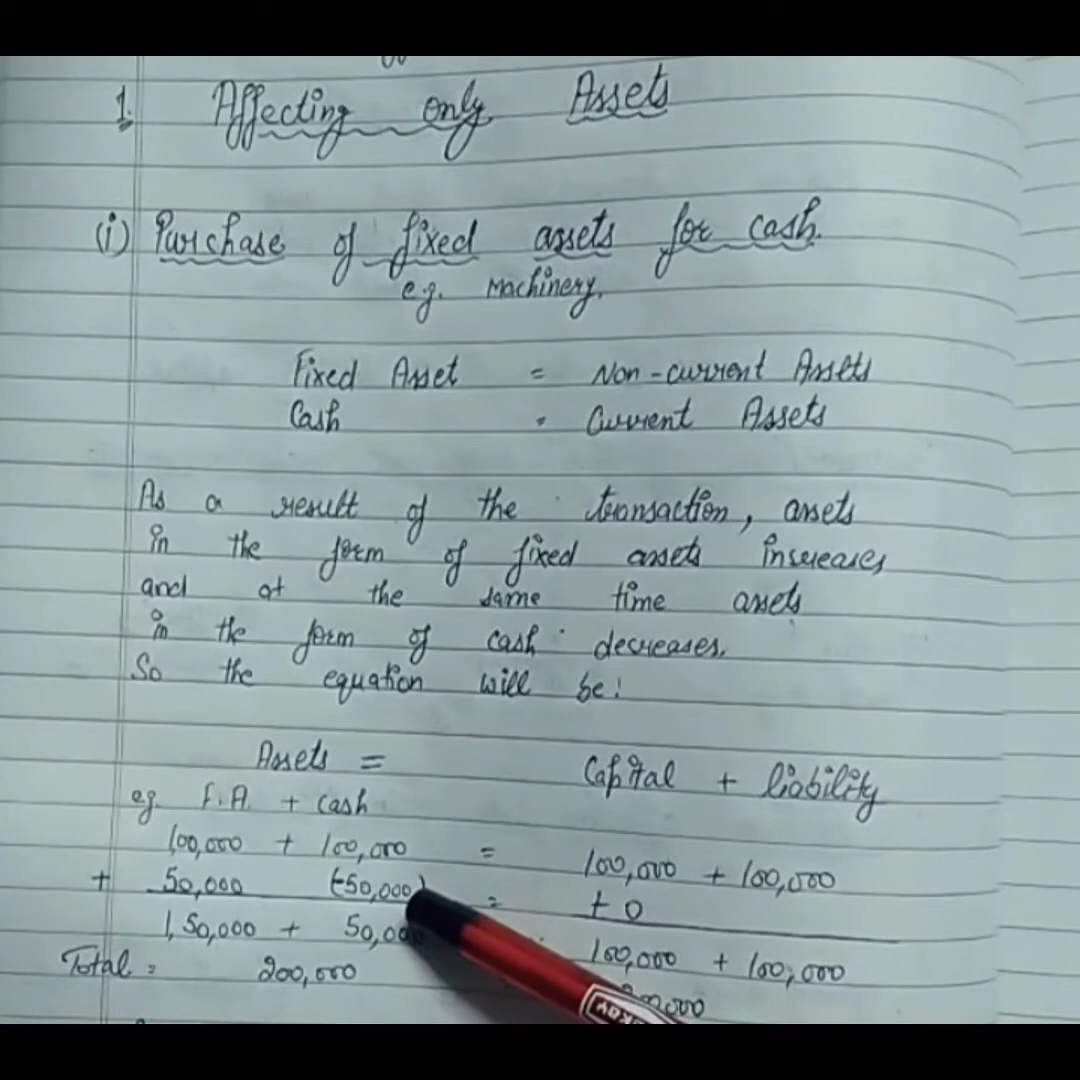 1. Affecting only Assets
(i) Purchase of fixed assets for cash.
e.g. Machinery.
Fixed Asset = Non-current Assets
Cash = Current Assets
As a result of the transaction, assets
in the form of fixed assets increases
and at the same time assets
in the form of cash decreases.
So the equation will be:
Assets = Capital + liability
eg. F.A. + cash
100,000 + 100,000 = 100,000 + 100,000
+ 50,000 (-50,000) = + 0
1,50,000 + 50,000 100,000 + 100,000
Total = 200,000